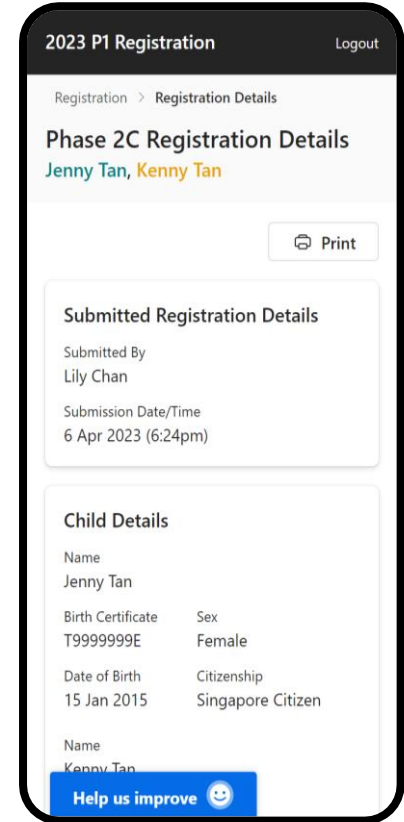 2023 P1 Registration Logout
Registration > Registration Details
Phase 2C Registration Details
Jenny Tan, Kenny Tan
Print
Submitted Registration Details
Submitted By
Lily Chan
Submission Date/Time
6 Apr 2023 (6:24pm)
Child Details
Name
Jenny Tan
Birth Certificate Sex
T9999999E Female
Date of Birth Citizenship
15 Jan 2015 Singapore Citizen
Name
Kenny Tan
Help us improve